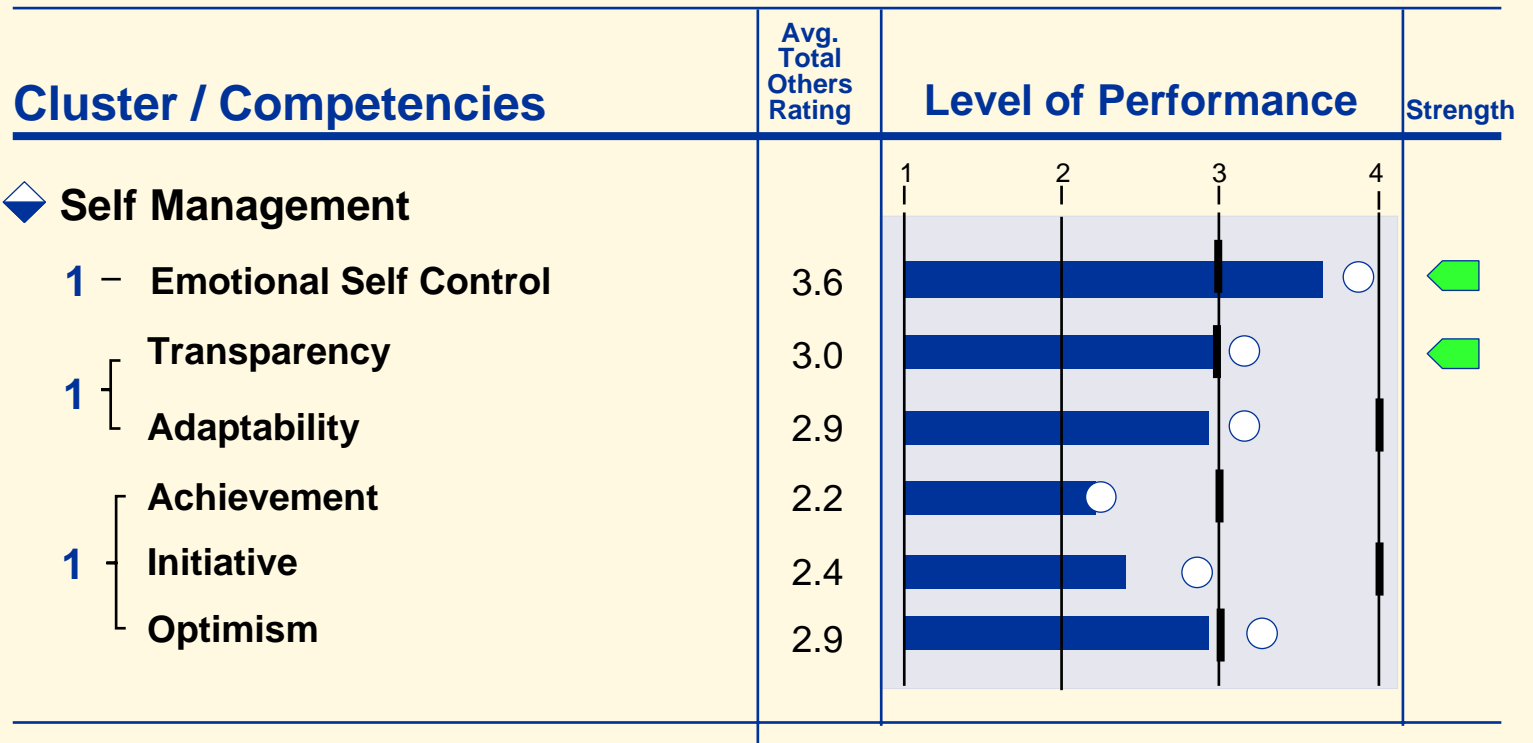 Avg.
Total
Others
Rating
Cluster / Competencies
Level of Performance
Strength
1 2 3 4
Self Management
1 – Emotional Self Control 3.6
Transparency 3.0
1
Adaptability 2.9
Achievement 2.2
1 Initiative 2.4
Optimism 2.9